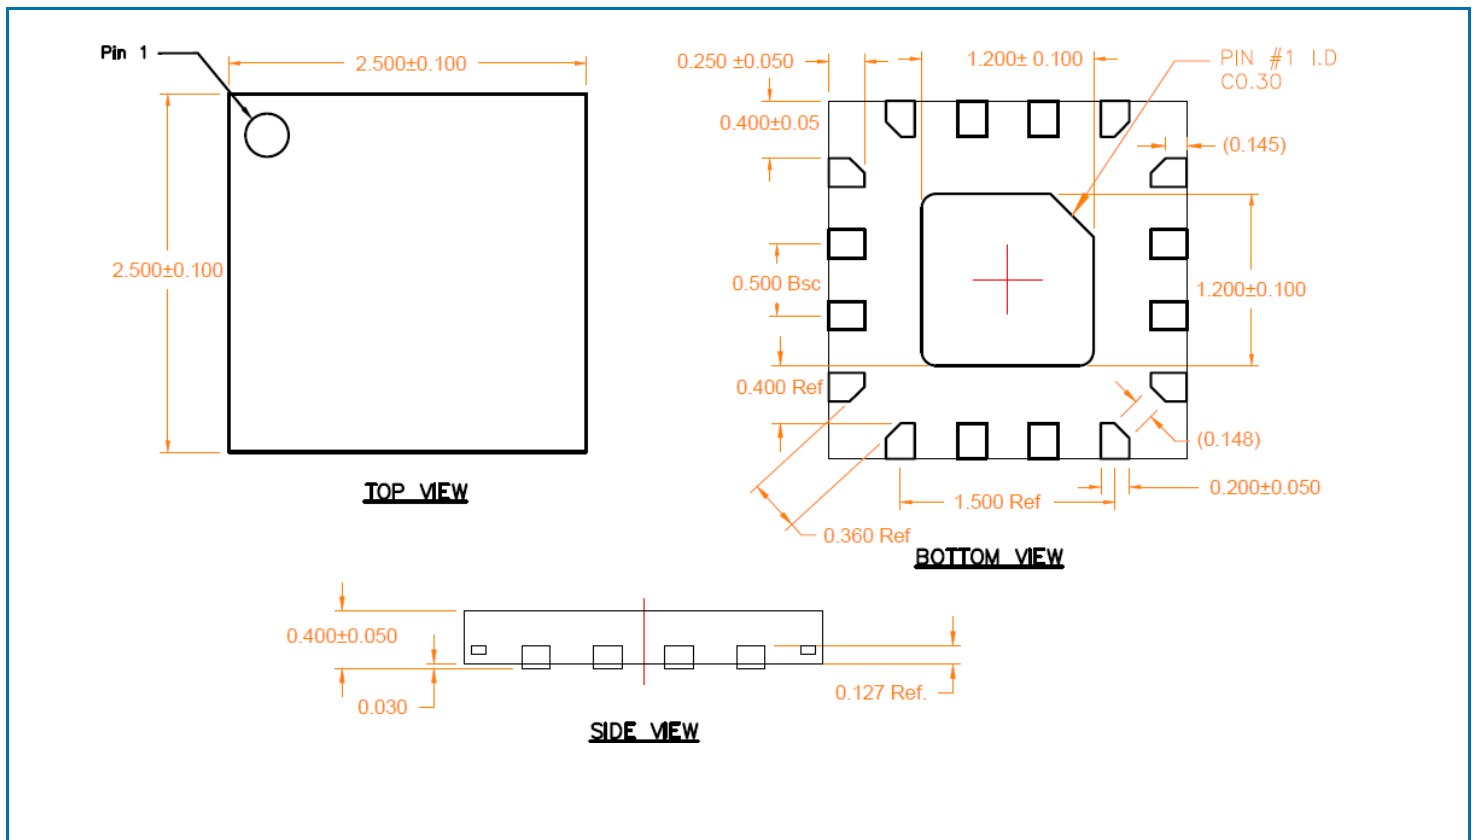 Pin 1
2.500±0.100
2.500±0.100
TOP VIEW
0.250 ±0.050
1.200± 0.100
PIN #1 I.D
C0.30
0.400±0.05
(0.145)
0.500 Bsc
1.200±0.100
0.400 Ref
(0.148)
0.200±0.050
1.500 Ref
0.360 Ref
BOTTOM VIEW
0.400±0.050
0.030
0.127 Ref.
SIDE VIEW